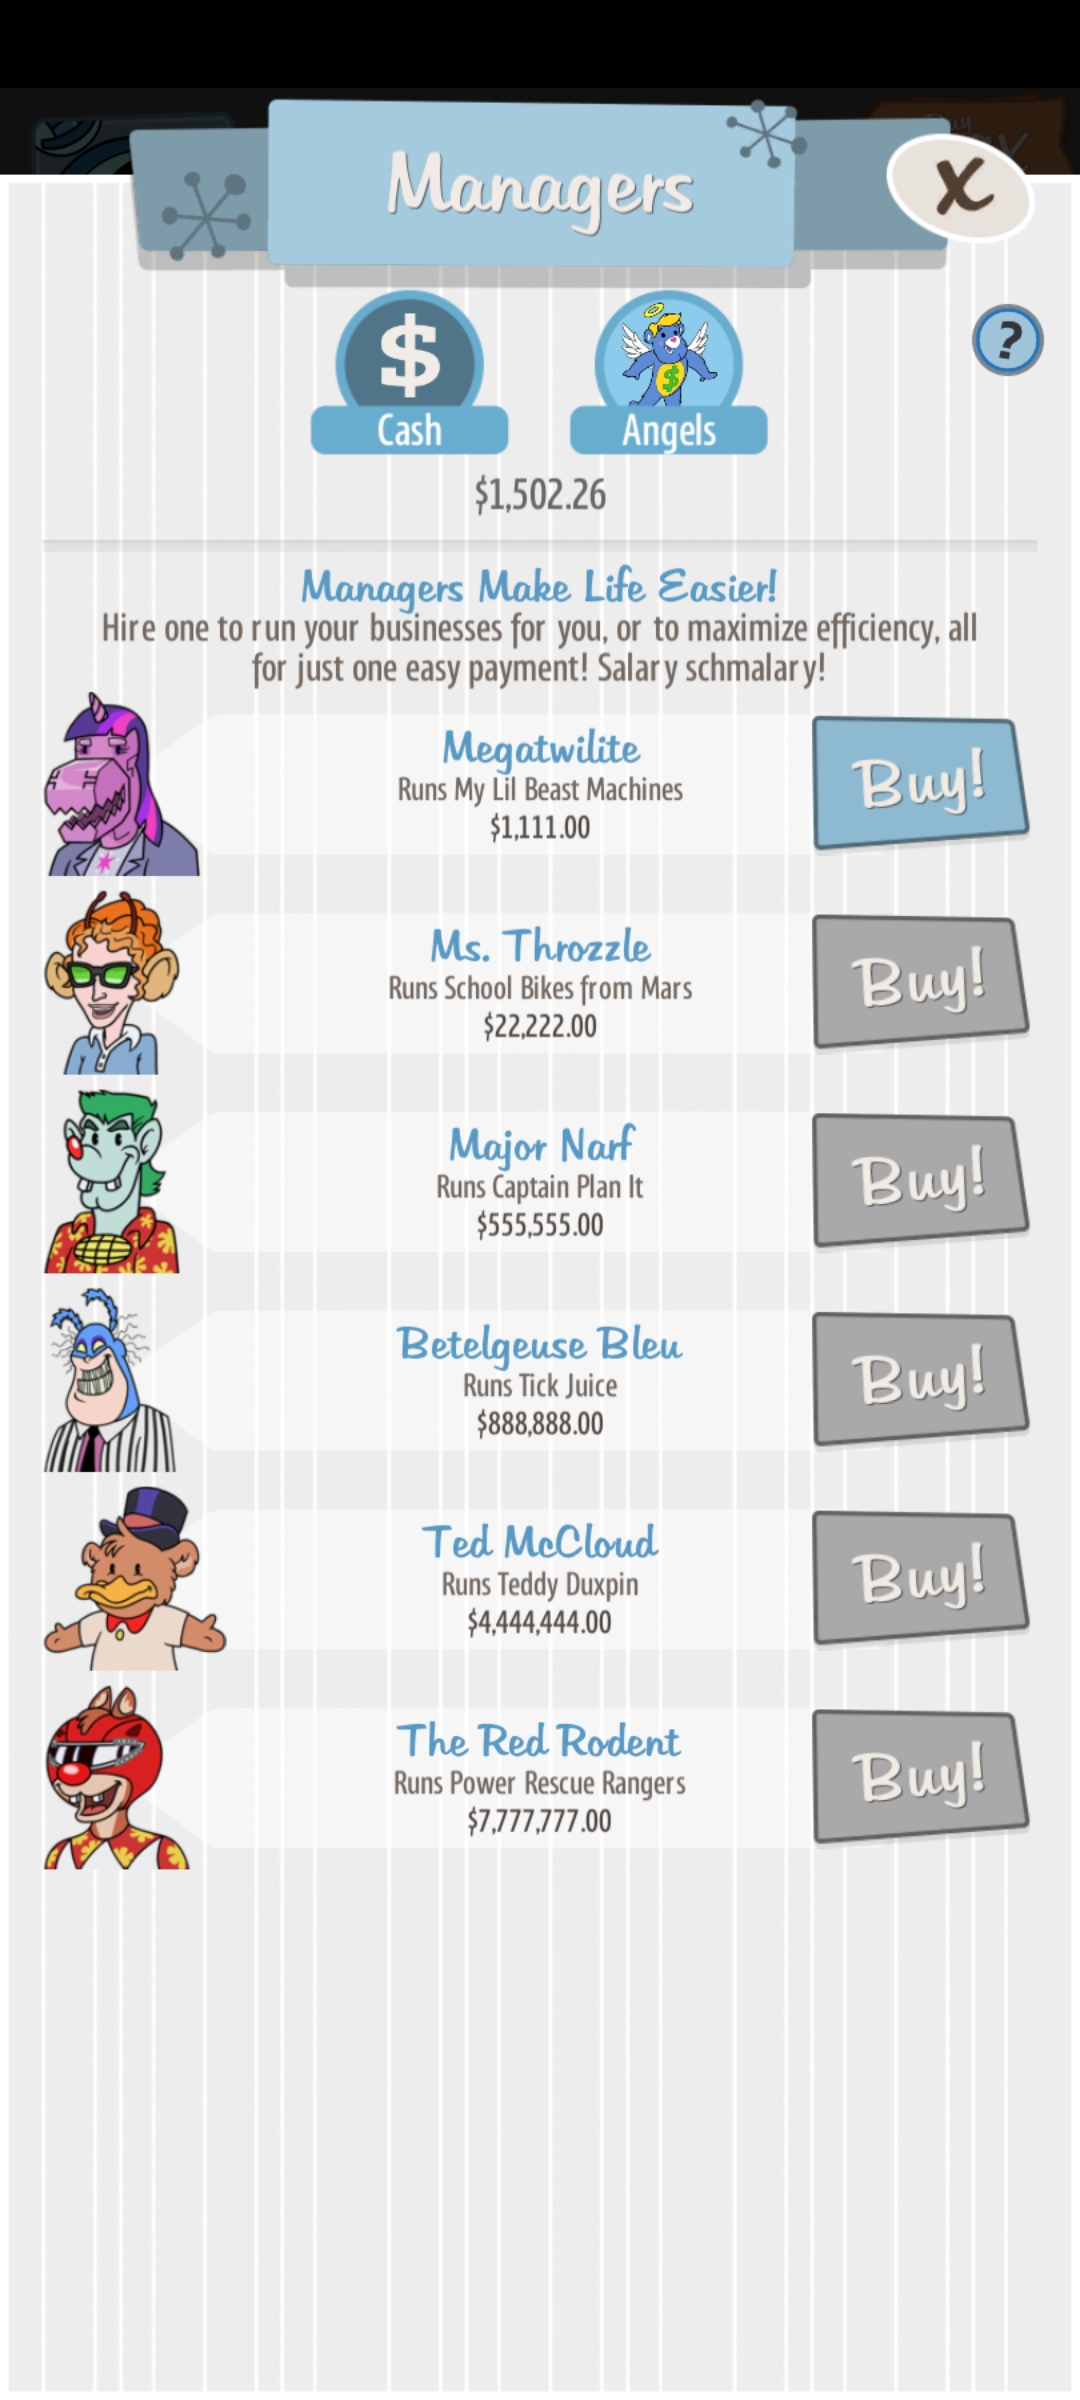 Managers
X
$
?
$
Cash
Angels
$1,502.26
Managers Make Life Easier!
Hire one to run your businesses for you, or to maximize efficiency, all
for just one easy payment! Salary schmalary!
Megatwilite
Runs My Lil Beast Machines
$1,111.00
Buy!
Ms. Throzzle
Runs School Bikes from Mars
$22,222.00
Buy!
Major Narf
Runs Captain Plan It
$555,555.00
Buy!
Betelgeuse Bleu
Runs Tick Juice
$888,888.00
Buy!
Ted McCloud
Runs Teddy Duxpin
$4,444,444.00
Buy!
The Red Rodent
Runs Power Rescue Rangers
$7,777,777.00
Buy!